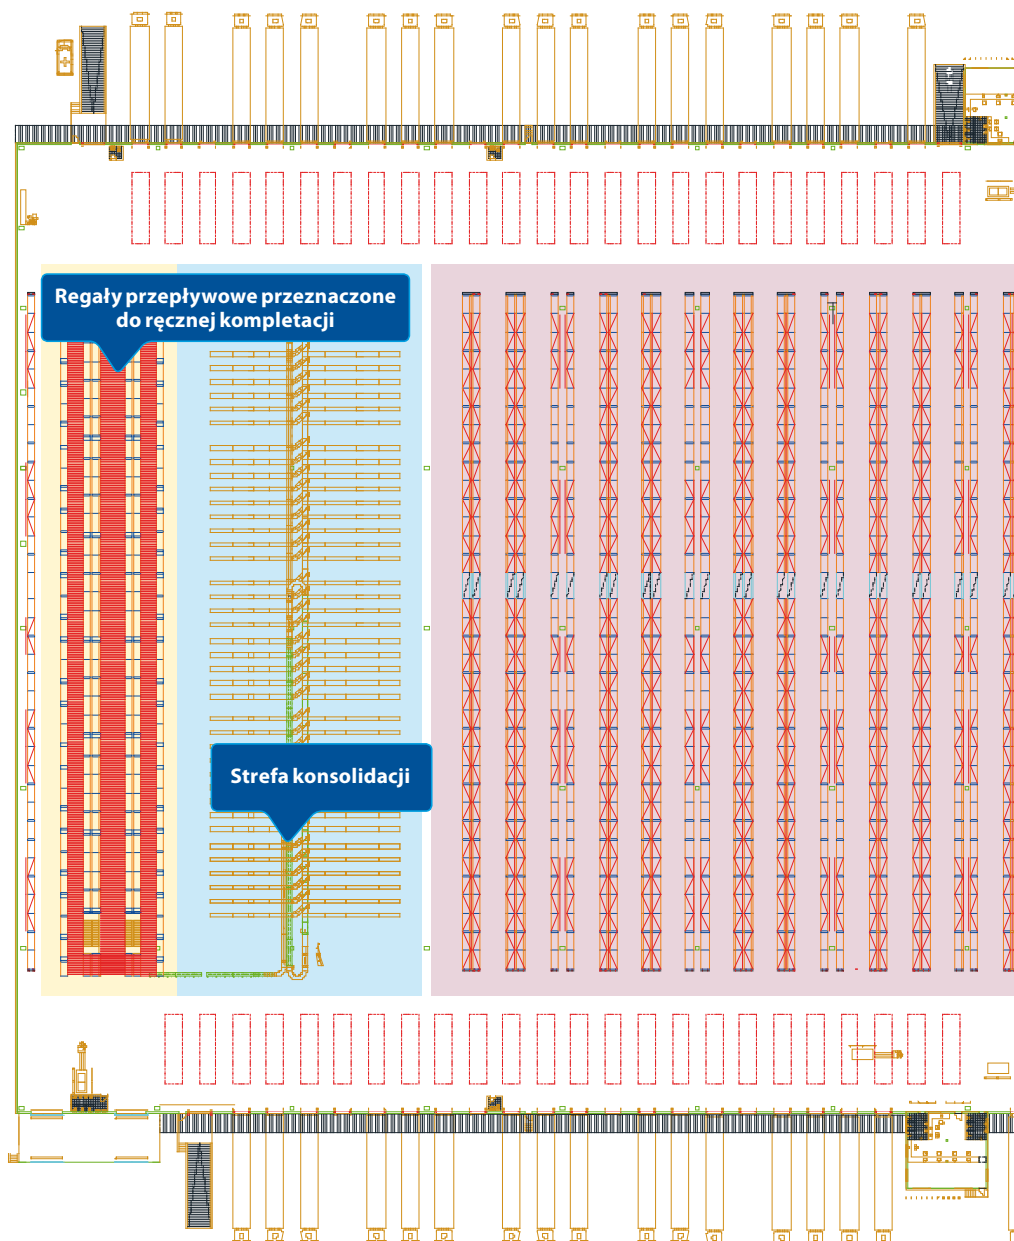 Regały przepływowe przeznaczone
do ręcznej kompletacji
Strefa konsolidacji